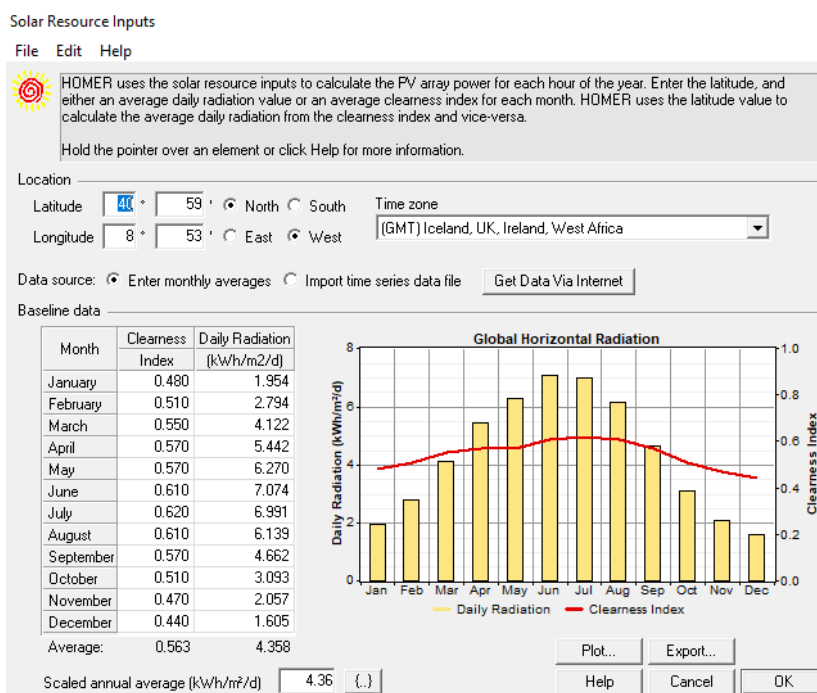 Solar Resource Inputs
File Edit Help
HOMER uses the solar resource inputs to calculate the PV array power for each hour of the year. Enter the latitude, and
either an average daily radiation value or an average clearness index for each month. HOMER uses the latitude value to
calculate the average daily radiation from the clearness index and vice-versa.
Hold the pointer over an element or click Help for more information.
Location
Latitude 40 ° 59 ' North South Time zone
Longitude 8 ° 53 ' East West (GMT) Iceland, UK, Ireland, West Africa
Data source: Enter monthly averages Import time series data file Get Data Via Internet
Baseline data
Month Clearness Daily Radiation
Index (kWh/m2/d)
January 0.480 1.954
February 0.510 2.794
March 0.550 4.122
April 0.570 5.442
May 0.570 6.270
June 0.610 7.074
July 0.620 6.991
August 0.610 6.139
September 0.570 4.662
October 0.510 3.093
November 0.470 2.057
December 0.440 1.605
Average: 0.563 4.358
Global Horizontal Radiation
Daily Radiation (kWh/m²/d)
8
6
4
2
0
1.0
0.8
0.6
0.4
0.2
0.0
Clearness Index
Jan Feb Mar Apr May Jun Jul Aug Sep Oct Nov Dec
Daily Radiation Clearness Index
Scaled annual average (kWh/m²/d) 4.36 {..}
Plot... Export...
Help Cancel OK